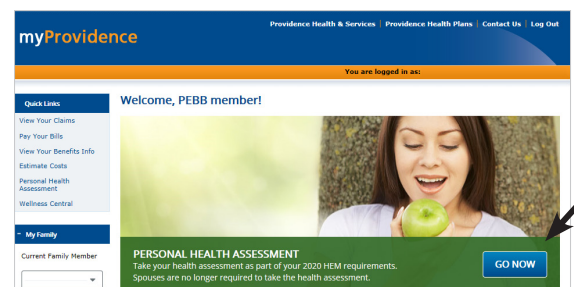 myProvidence
Providence Health & Services | Providence Health Plans | Contact Us | Log Out
You are logged in as:
Quick Links
View Your Claims
Pay Your Bills
View Your Benefits Info
Estimate Costs
Personal Health
Assessment
Wellness Central
- My Family
Current Family Member
Welcome, PEBB member!
PERSONAL HEALTH ASSESSMENT
Take your health assessment as part of your 2020 HEM requirements.
Spouses are no longer required to take the health assessment.
GO NOW